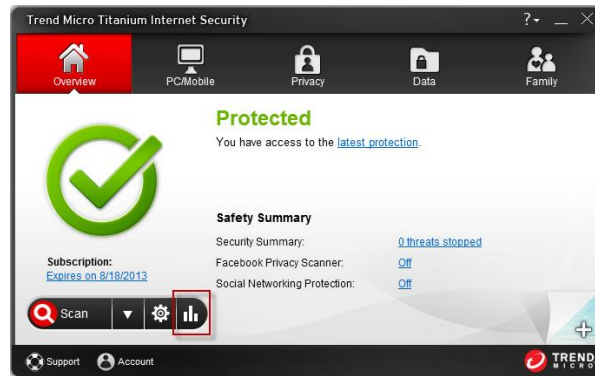 Trend Micro Titanium Internet Security
?
Overview
PC/Mobile
Privacy
Data
Family
Protected
You have access to the latest protection.
Safety Summary
Security Summary: 0 threats stopped
Facebook Privacy Scanner: Off
Social Networking Protection: Off
Subscription:
Expires on 8/18/2013
Scan
Support
Account
TREND
MICRO